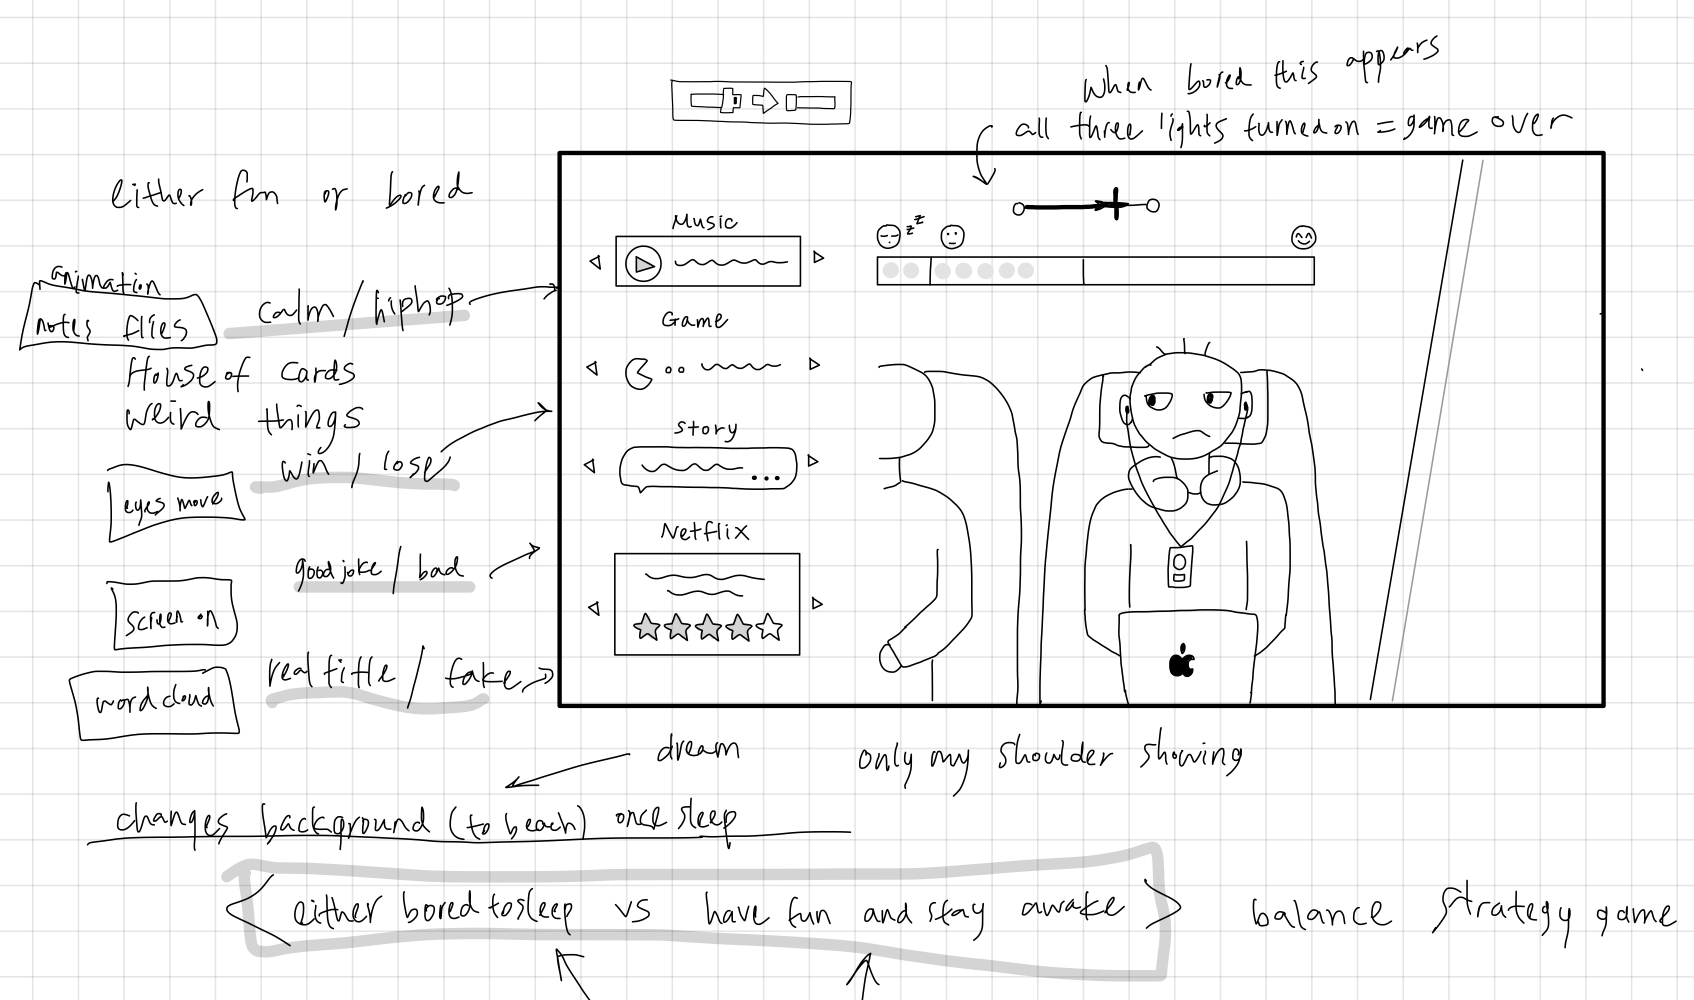 When bored this appears
all three lights turned on = game over
either fun or bored
animation
notes flies
calm / hiphop
House of cards
weird things
win / lose
eyes move
good joke / bad
screen on
real title / fake
word cloud
Music
Game
Story
...
Netflix
z z z
dream
only my shoulder showing
changes background (to beach) once sleep
< either bored to sleep vs have fun and stay awake > balance strategy game